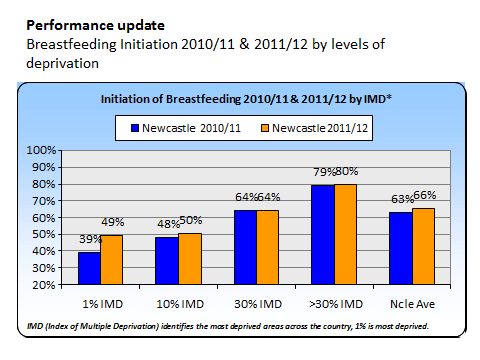 Performance update
Breastfeeding Initiation 2010/11 & 2011/12 by levels of
deprivation
Initiation of Breastfeeding 2010/11 & 2011/12 by IMD*
Newcastle 2010/11 Newcastle 2011/12
100%
90%
80%
70%
60%
50%
40%
30%
20%
39% 49% 48% 50% 64% 64% 79% 80% 63% 66%
1% IMD 10% IMD 30% IMD >30% IMD Ncle Ave
IMD (Index of Multiple Deprivation) identifies the most deprived areas across the country, 1% is most deprived.